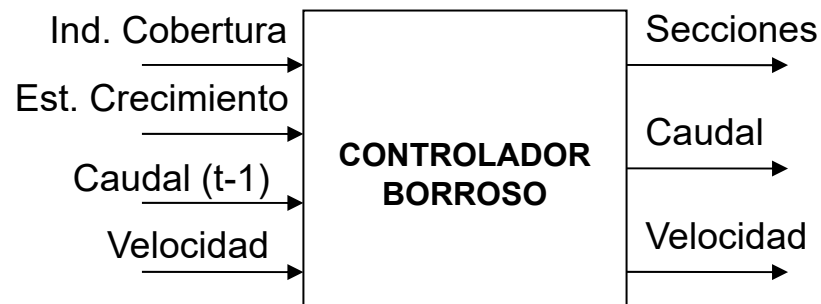 Ind. Cobertura
Est. Crecimiento
Caudal (t-1)
Velocidad
CONTROLADOR
BORROSO
Secciones
Caudal
Velocidad